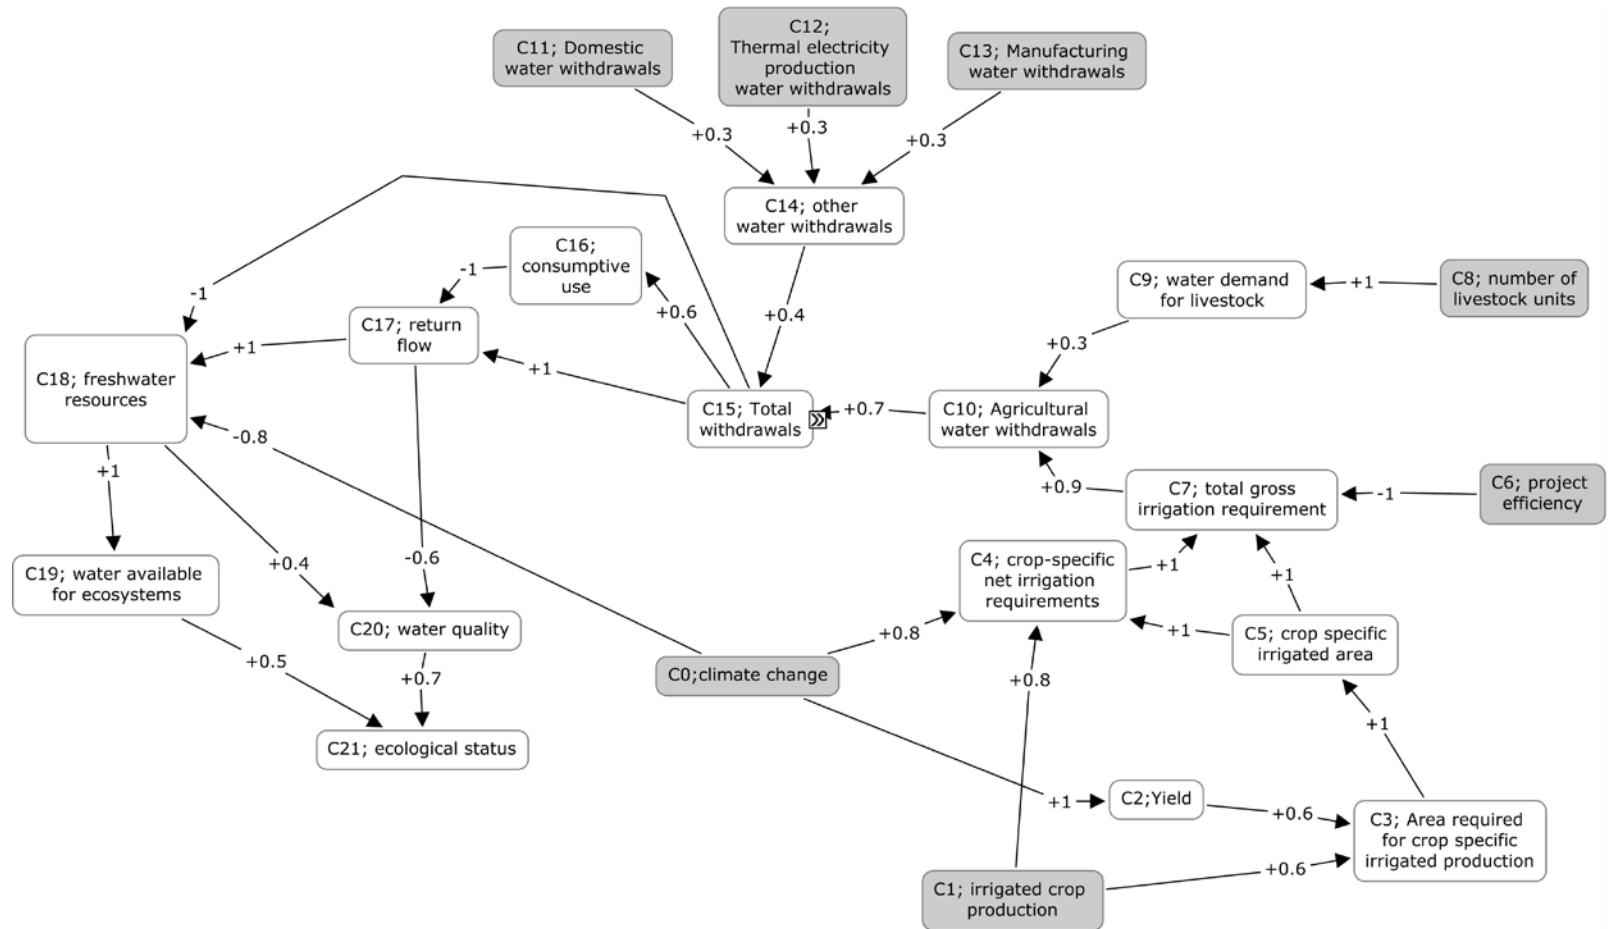 C11; Domestic
water withdrawals
C12;
Thermal electricity
production
water withdrawals
C13; Manufacturing
water withdrawals
+0.3
+0.3
+0.3
C14; other
water withdrawals
C16;
consumptive
use
-1
-1
C17; return
flow
+0.6
+0.4
C9; water demand
for livestock
+1
C8; number of
livestock units
+0.3
C18; freshwater
resources
+1
+1
C15; Total
withdrawals
+0.7
C10; Agricultural
water withdrawals
-0.8
+1
+0.9
C7; total gross
irrigation requirement
-1
C6; project
efficiency
C19; water available
for ecosystems
+0.4
-0.6
C4; crop-specific
net irrigation
requirements
+1
+1
C20; water quality
+0.8
+1
C5; crop specific
irrigated area
+0.5
+0.7
C0;climate change
+0.8
+1
C21; ecological status
+1
C2;Yield
+0.6
C3; Area required
for crop specific
irrigated production
+0.6
C1; irrigated crop
production